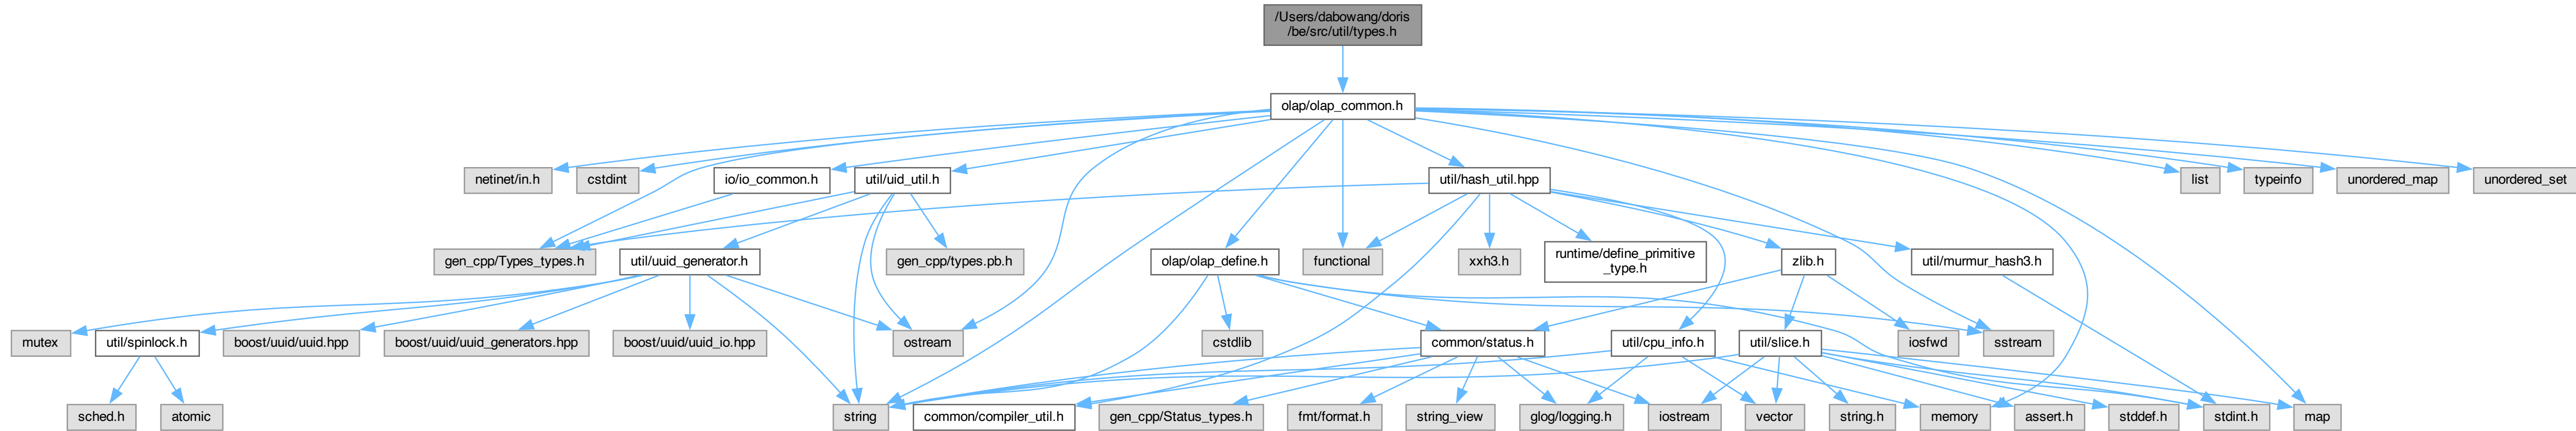 /Users/dabowang/doris
/be/src/util/types.h
olap/olap_common.h
netinet/in.h
cstdint
io/io_common.h
util/uid_util.h
util/hash_util.hpp
list
typeinfo
unordered_map
unordered_set
gen_cpp/Types_types.h
util/uuid_generator.h
gen_cpp/types.pb.h
olap/olap_define.h
functional
xxh3.h
runtime/define_primitive
_type.h
zlib.h
util/murmur_hash3.h
mutex
util/spinlock.h
boost/uuid/uuid.hpp
boost/uuid/uuid_generators.hpp
boost/uuid/uuid_io.hpp
ostream
cstdlib
common/status.h
util/cpu_info.h
util/slice.h
iosfwd
sstream
sched.h
atomic
string
common/compiler_util.h
gen_cpp/Status_types.h
fmt/format.h
string_view
glog/logging.h
iostream
vector
string.h
memory
assert.h
stddef.h
stdint.h
map